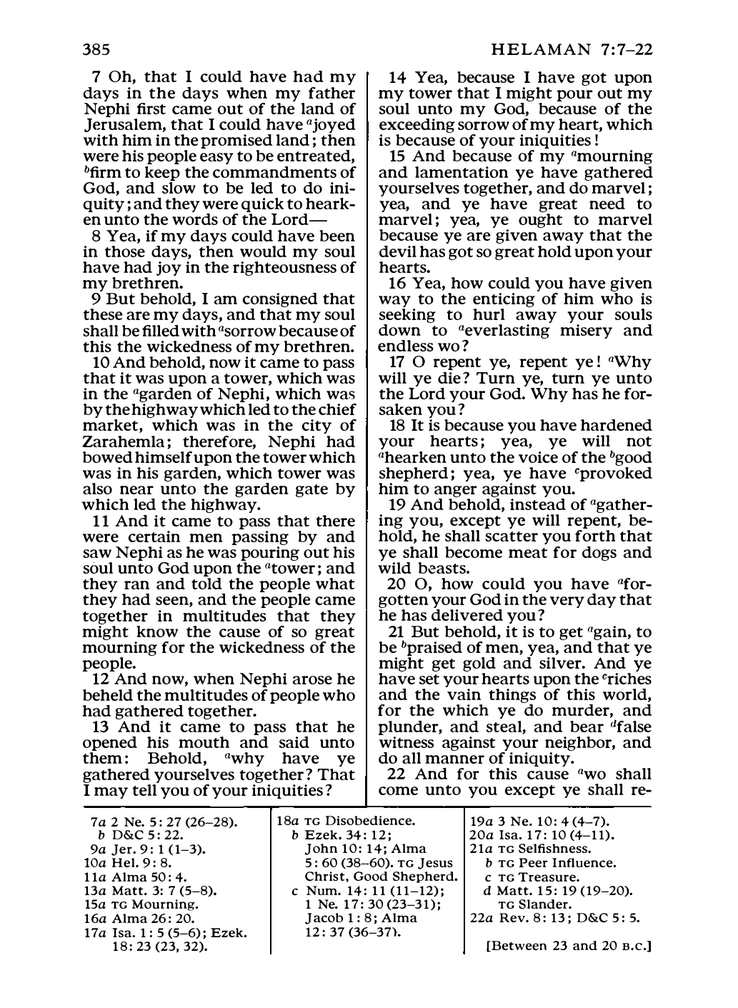 385
HELAMAN 7:7–22
7 Oh, that I could have had my
days in the days when my father
Nephi first came out of the land of
Jerusalem, that I could have ajoyed
with him in the promised land; then
were his people easy to be entreated,
bfirm to keep the commandments of
God, and slow to be led to do ini-
quity; and they were quick to heark-
en unto the words of the Lord—
8 Yea, if my days could have been
in those days, then would my soul
have had joy in the righteousness of
my brethren.
9 But behold, I am consigned that
these are my days, and that my soul
shall be filled with asorrow because of
this the wickedness of my brethren.
10 And behold, now it came to pass
that it was upon a tower, which was
in the agarden of Nephi, which was
by the highway which led to the chief
market, which was in the city of
Zarahemla; therefore, Nephi had
bowed himself upon the tower which
was in his garden, which tower was
also near unto the garden gate by
which led the highway.
11 And it came to pass that there
were certain men passing by and
saw Nephi as he was pouring out his
soul unto God upon the atower; and
they ran and told the people what
they had seen, and the people came
together in multitudes that they
might know the cause of so great
mourning for the wickedness of the
people.
12 And now, when Nephi arose he
beheld the multitudes of people who
had gathered together.
13 And it came to pass that he
opened his mouth and said unto
them: Behold, awhy have ye
gathered yourselves together? That
I may tell you of your iniquities?
14 Yea, because I have got upon
my tower that I might pour out my
soul unto my God, because of the
exceeding sorrow of my heart, which
is because of your iniquities!
15 And because of my amourning
and lamentation ye have gathered
yourselves together, and do marvel;
yea, and ye have great need to
marvel; yea, ye ought to marvel
because ye are given away that the
devil has got so great hold upon your
hearts.
16 Yea, how could you have given
way to the enticing of him who is
seeking to hurl away your souls
down to aeverlasting misery and
endless wo?
17 O repent ye, repent ye! aWhy
will ye die? Turn ye, turn ye unto
the Lord your God. Why has he for-
saken you?
18 It is because you have hardened
your hearts; yea, ye will not
ahearken unto the voice of the bgood
shepherd; yea, ye have cprovoked
him to anger against you.
19 And behold, instead of agather-
ing you, except ye will repent, be-
hold, he shall scatter you forth that
ye shall become meat for dogs and
wild beasts.
20 O, how could you have afor-
gotten your God in the very day that
he has delivered you?
21 But behold, it is to get again, to
be bpraised of men, yea, and that ye
might get gold and silver. And ye
have set your hearts upon the criches
and the vain things of this world,
for the which ye do murder, and
plunder, and steal, and bear dfalse
witness against your neighbor, and
do all manner of iniquity.
22 And for this cause awo shall
come unto you except ye shall re-
7a 2 Ne. 5: 27 (26–28).
b D&C 5: 22.
9a Jer. 9: 1 (1–3).
10a Hel. 9: 8.
11a Alma 50: 4.
13a Matt. 3: 7 (5–8).
15a TG Mourning.
16a Alma 26: 20.
17a Isa. 1: 5 (5–6); Ezek.
18: 23 (23, 32).
18a TG Disobedience.
b Ezek. 34: 12;
John 10: 14; Alma
5: 60 (38–60). TG Jesus
Christ, Good Shepherd.
c Num. 14: 11 (11–12);
1 Ne. 17: 30 (23–31);
Jacob 1: 8; Alma
12: 37 (36–37).
19a 3 Ne. 10: 4 (4–7).
20a Isa. 17: 10 (4–11).
21a TG Selfishness.
b TG Peer Influence.
c TG Treasure.
d Matt. 15: 19 (19–20).
TG Slander.
22a Rev. 8: 13; D&C 5: 5.
[Between 23 and 20 B.C.]